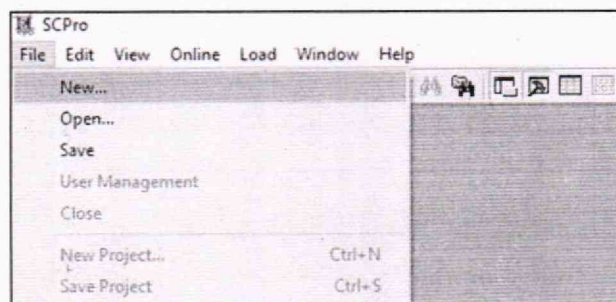 SCPro
File Edit View Online Load Window Help
New...
Open...
Save
User Management
Close
New Project... Ctrl+N
Save Project Ctrl+S